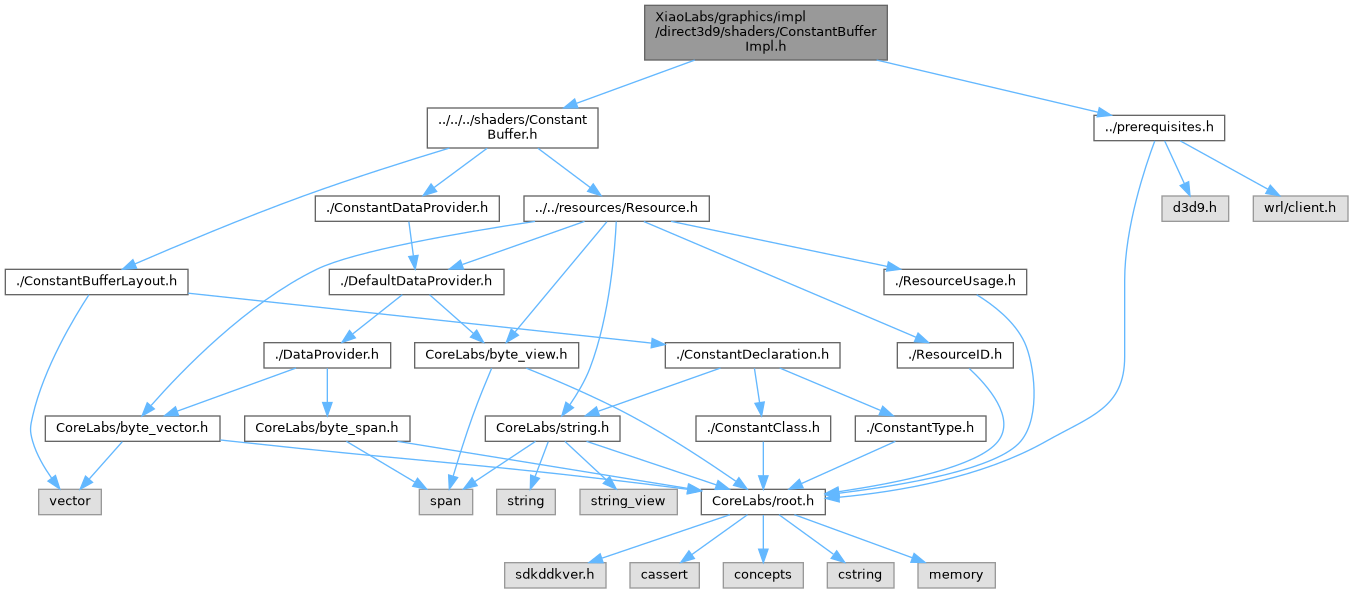 XiaoLabs/graphics/impl
/direct3d9/shaders/ConstantBuffer
Impl.h
../../../shaders/Constant
Buffer.h
../prerequisites.h
./ConstantDataProvider.h
../../resources/Resource.h
d3d9.h
wrl/client.h
./ConstantBufferLayout.h
./DefaultDataProvider.h
./ResourceUsage.h
./DataProvider.h
CoreLabs/byte_view.h
./ConstantDeclaration.h
./ResourceID.h
CoreLabs/byte_vector.h
CoreLabs/byte_span.h
CoreLabs/string.h
./ConstantClass.h
./ConstantType.h
vector
span
string
string_view
CoreLabs/root.h
sdkddkver.h
cassert
concepts
cstring
memory